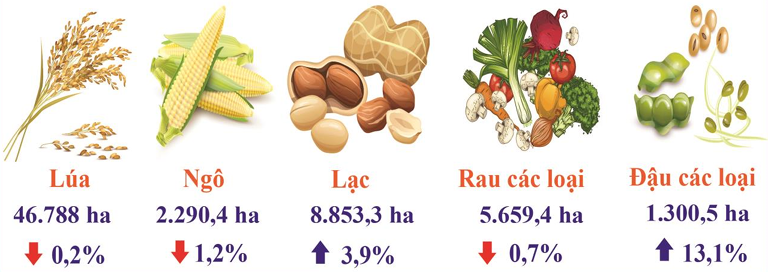 Lúa
46.788 ha
0,2%
Ngô
2.290,4 ha
1,2%
Lạc
8.853,3 ha
3,9%
Rau các loại
5.659,4 ha
0,7%
Đậu các loại
1.300,5 ha
13,1%